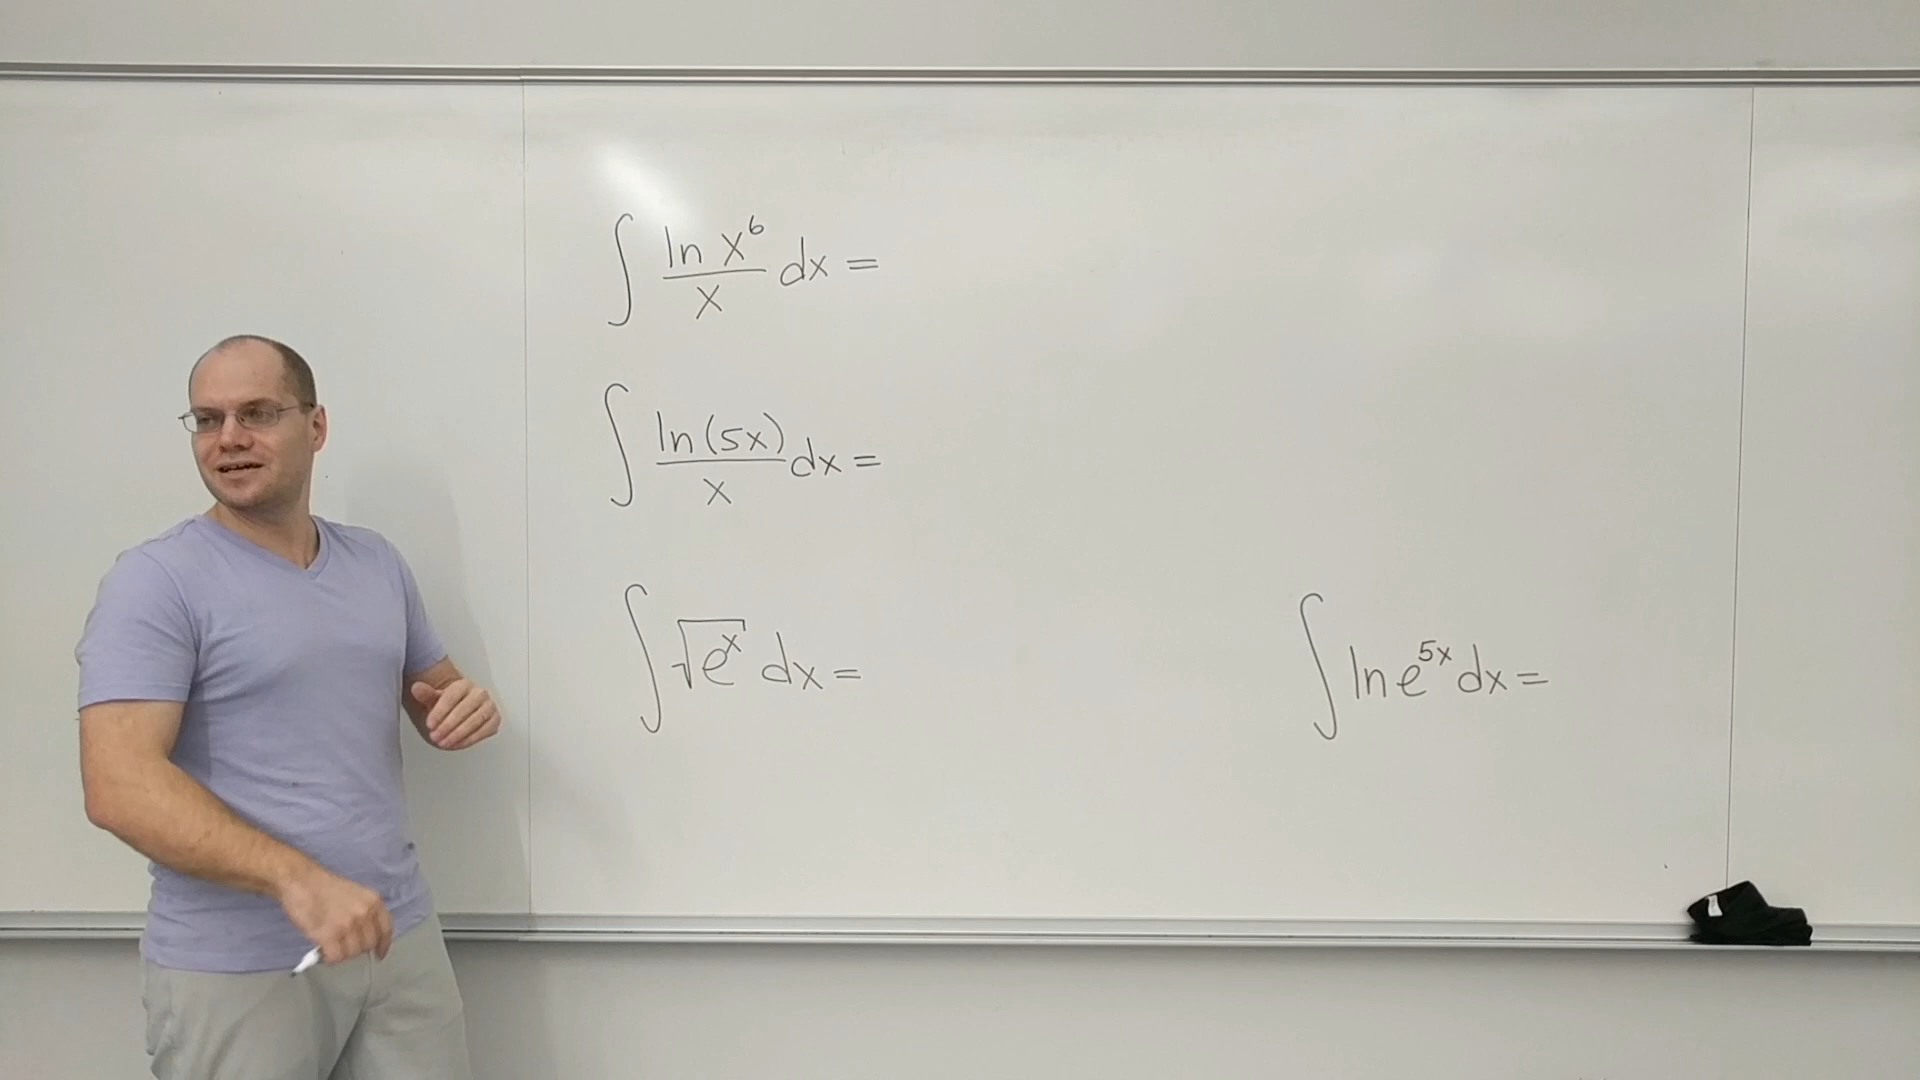 ∫ ln x⁶/x dx =
∫ ln(5x)/x dx =
∫ √eˣ dx =
∫ ln e⁵ˣ dx =